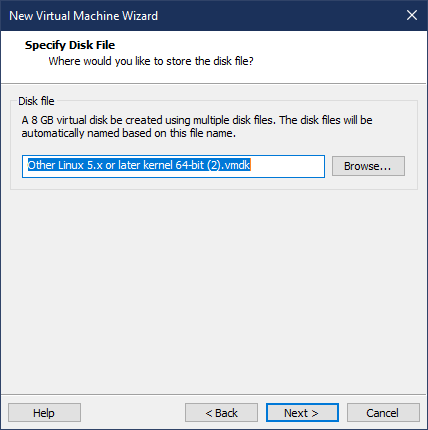 New Virtual Machine Wizard
Specify Disk File
Where would you like to store the disk file?
Disk file
A 8 GB virtual disk be created using multiple disk files. The disk files will be
automatically named based on this file name.
Other Linux 5.x or later kernel 64-bit (2).vmdk
Browse...
Help
< Back
Next >
Cancel